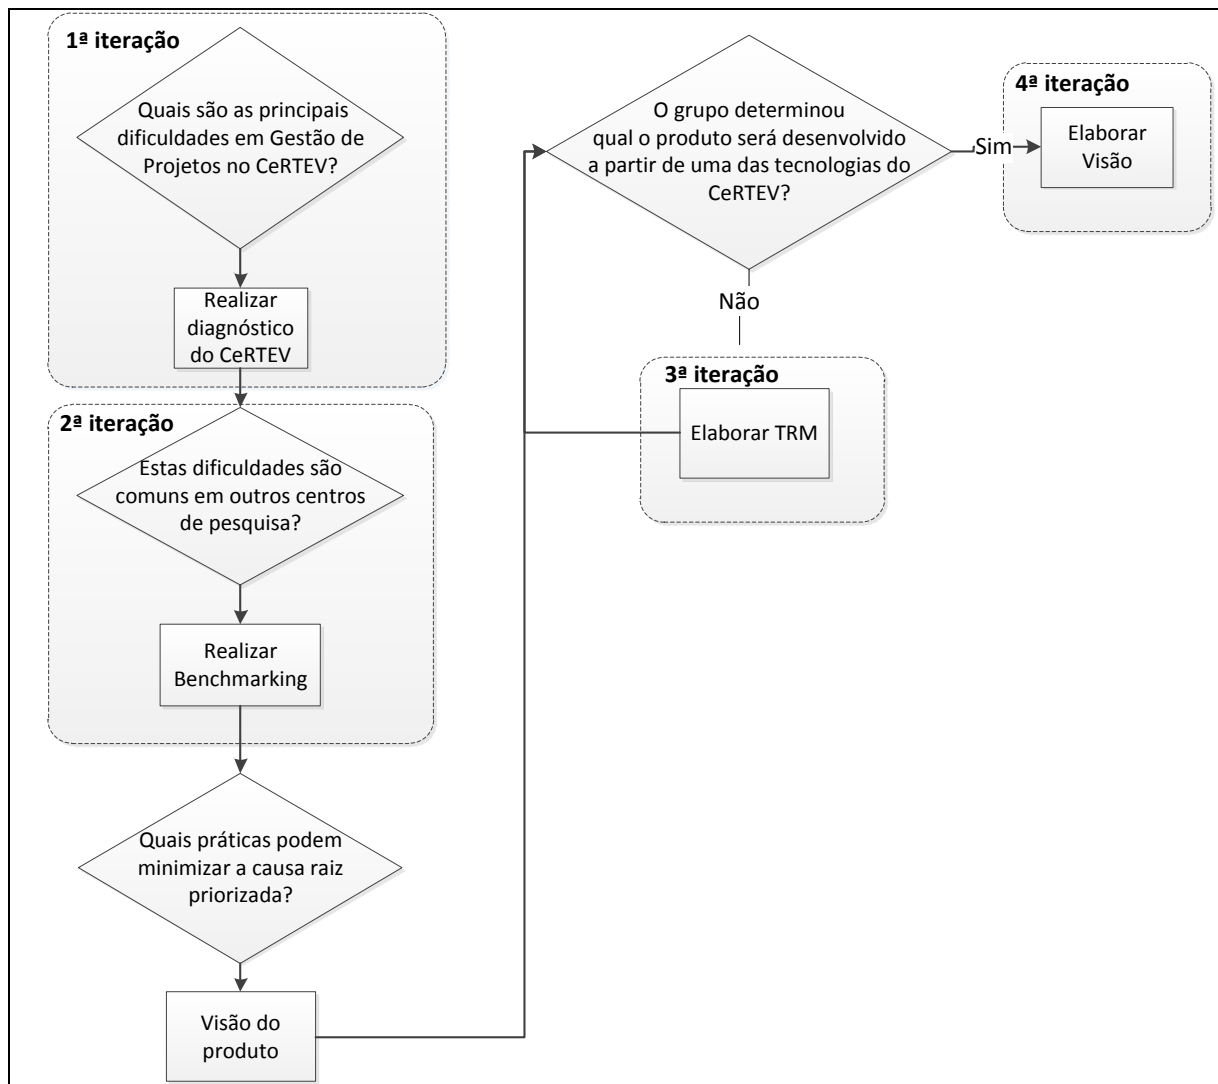 1ª iteração
Quais são as principais
dificuldades em Gestão de
Projetos no CeRTEV?
Realizar
diagnóstico
do CeRTEV
2ª iteração
Estas dificuldades são
comuns em outros centros
de pesquisa?
Realizar
Benchmarking
Quais práticas podem
minimizar a causa raiz
priorizada?
Visão do
produto
O grupo determinou
qual o produto será desenvolvido
a partir de uma das tecnologias do
CeRTEV?
Sim
4ª iteração
Elaborar
Visão
Não
3ª iteração
Elaborar TRM